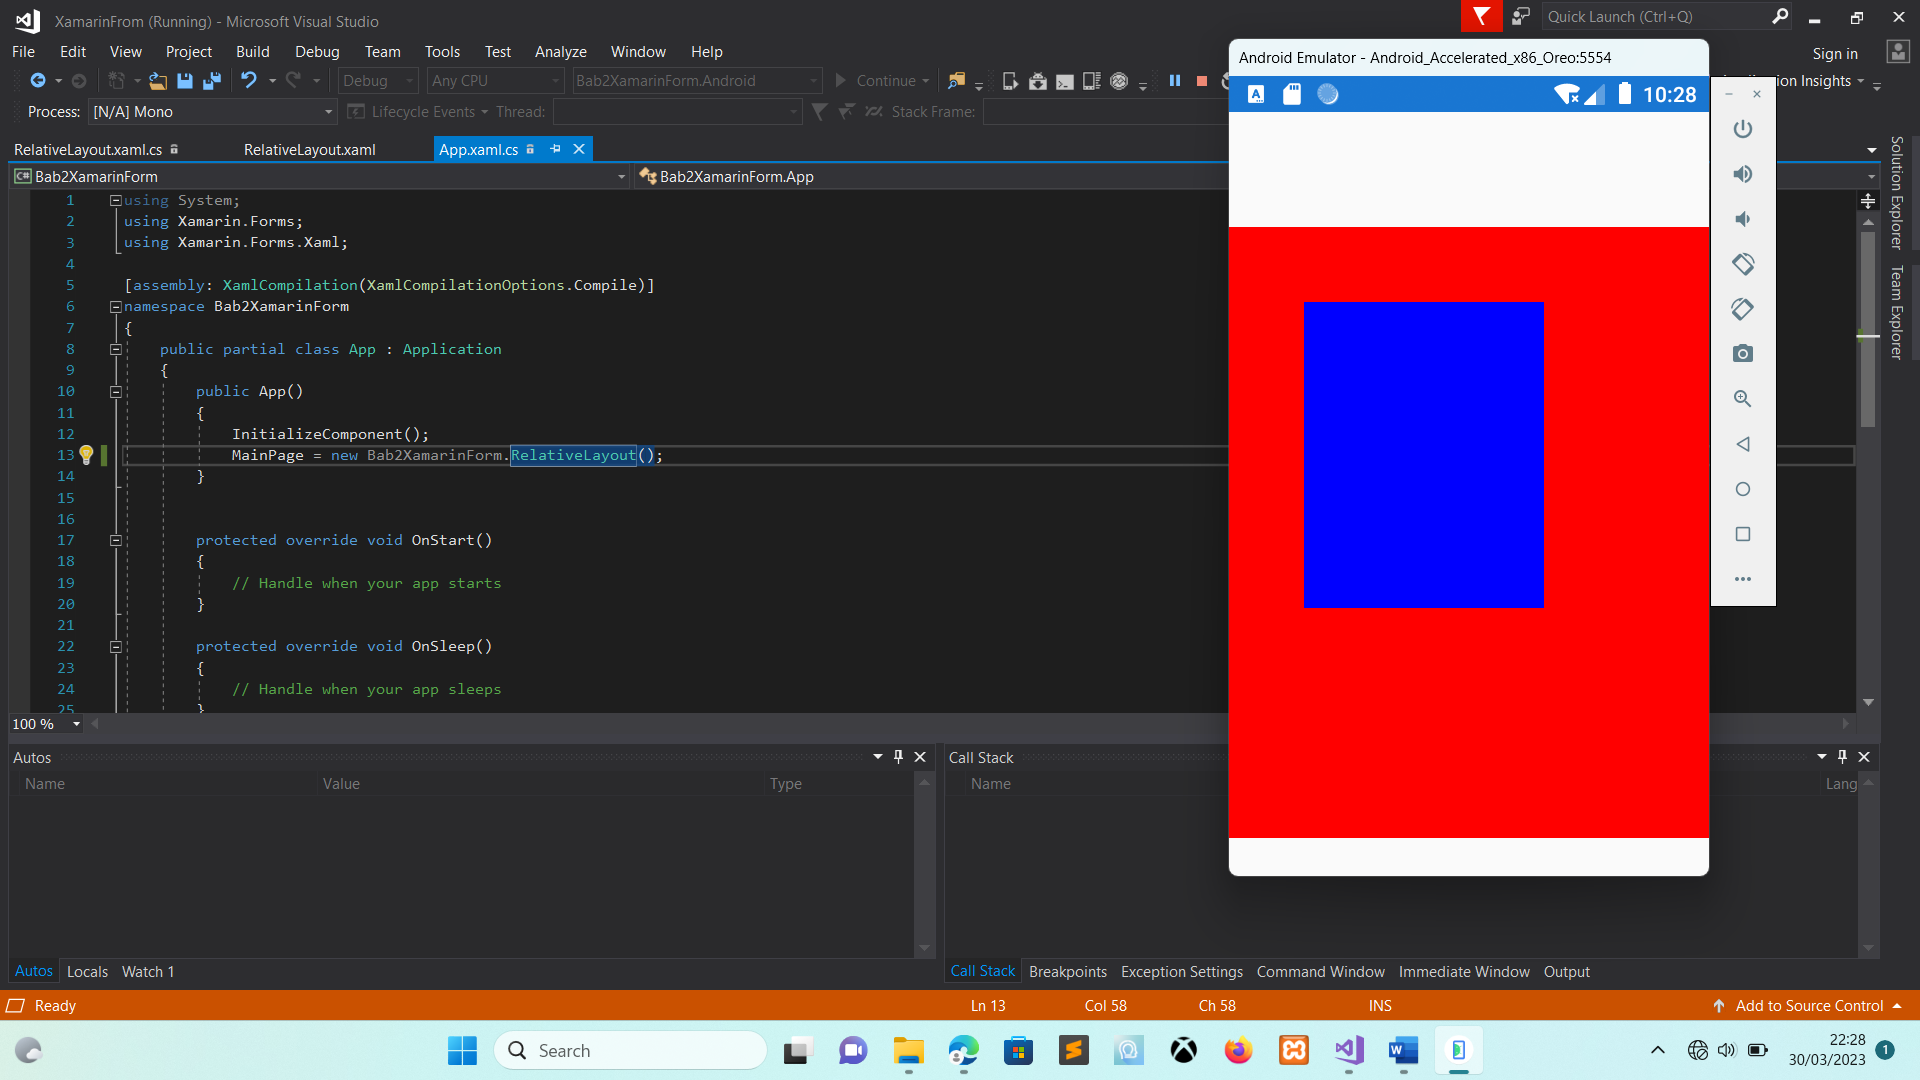 XamarinFrom (Running) - Microsoft Visual Studio
Quick Launch (Ctrl+Q)
File Edit View Project Build Debug Team Tools Test Analyze Window Help
Sign in
Debug Any CPU Bab2XamarinForm.Android Continue
ion Insights
Process: [N/A] Mono Lifecycle Events Thread: Stack Frame:
RelativeLayout.xaml.cs RelativeLayout.xaml App.xaml.cs
Bab2XamarinForm Bab2XamarinForm.App
1 using System;
2 using Xamarin.Forms;
3 using Xamarin.Forms.Xaml;
4
5 [assembly: XamlCompilation(XamlCompilationOptions.Compile)]
6 namespace Bab2XamarinForm
7 {
8 public partial class App : Application
9 {
10 public App()
11 {
12 InitializeComponent();
13 MainPage = new Bab2XamarinForm.RelativeLayout();
14 }
15
16
17 protected override void OnStart()
18 {
19 // Handle when your app starts
20 }
21
22 protected override void OnSleep()
23 {
24 // Handle when your app sleeps
25 }
100 %
Android Emulator - Android_Accelerated_x86_Oreo:5554
A
10:28
Solution Explorer
Team Explorer
Autos
Name Value Type
Autos Locals Watch 1
Call Stack
Name Lang
Call Stack Breakpoints Exception Settings Command Window Immediate Window Output
Ready Ln 13 Col 58 Ch 58 INS Add to Source Control
Search
22:28
30/03/2023
1